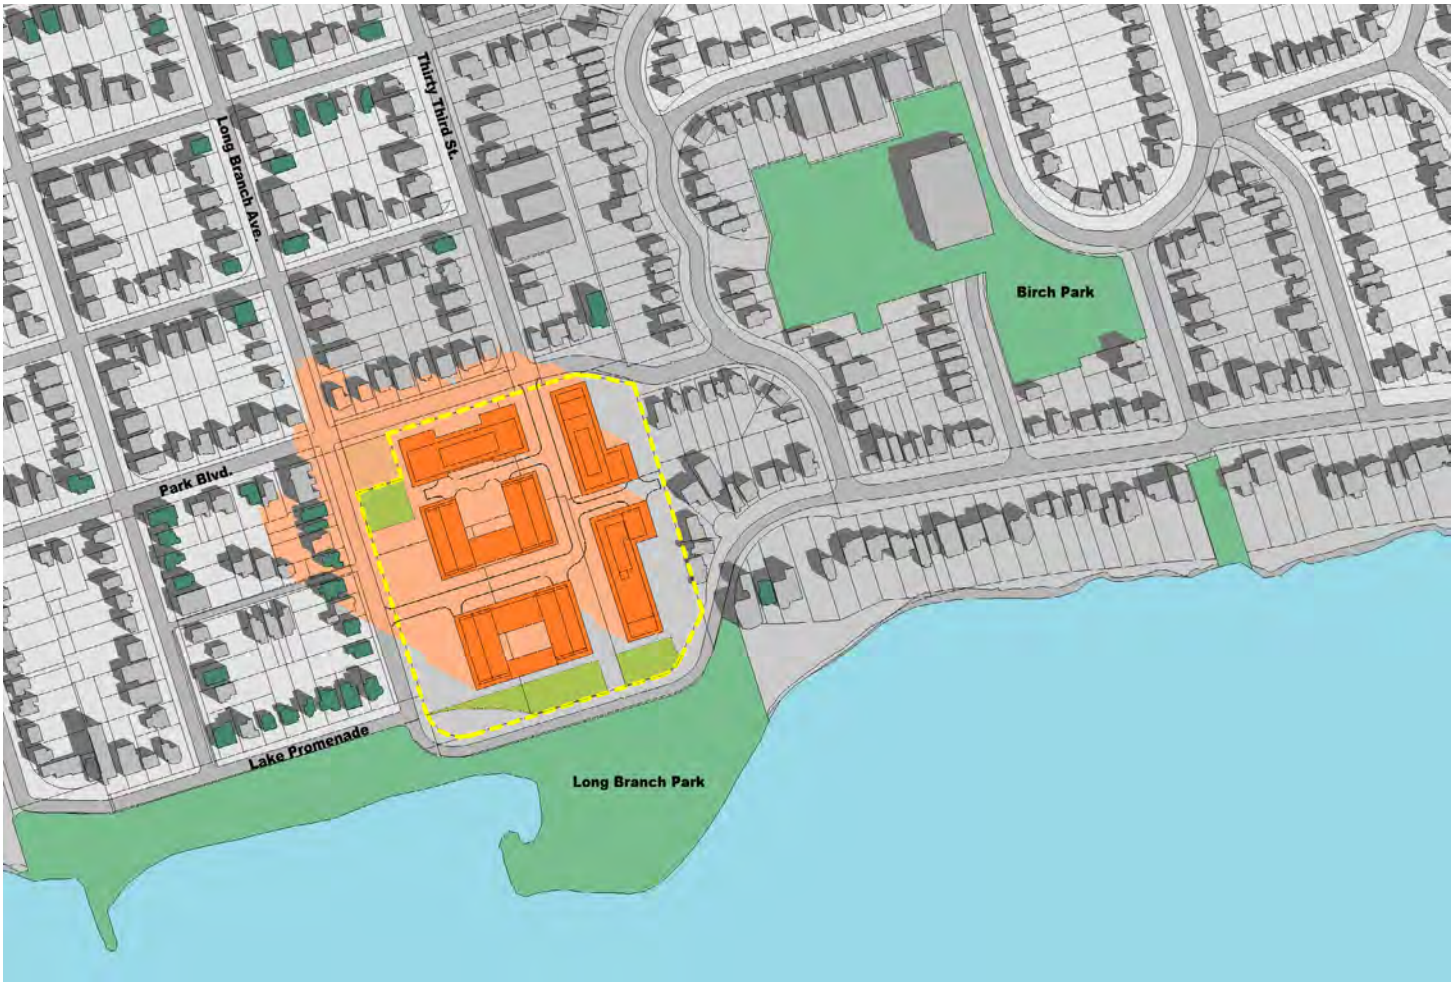 Thirty Third St.
Long Branch Ave.
Birch Park
Park Blvd.
Lake Promenade
Long Branch Park